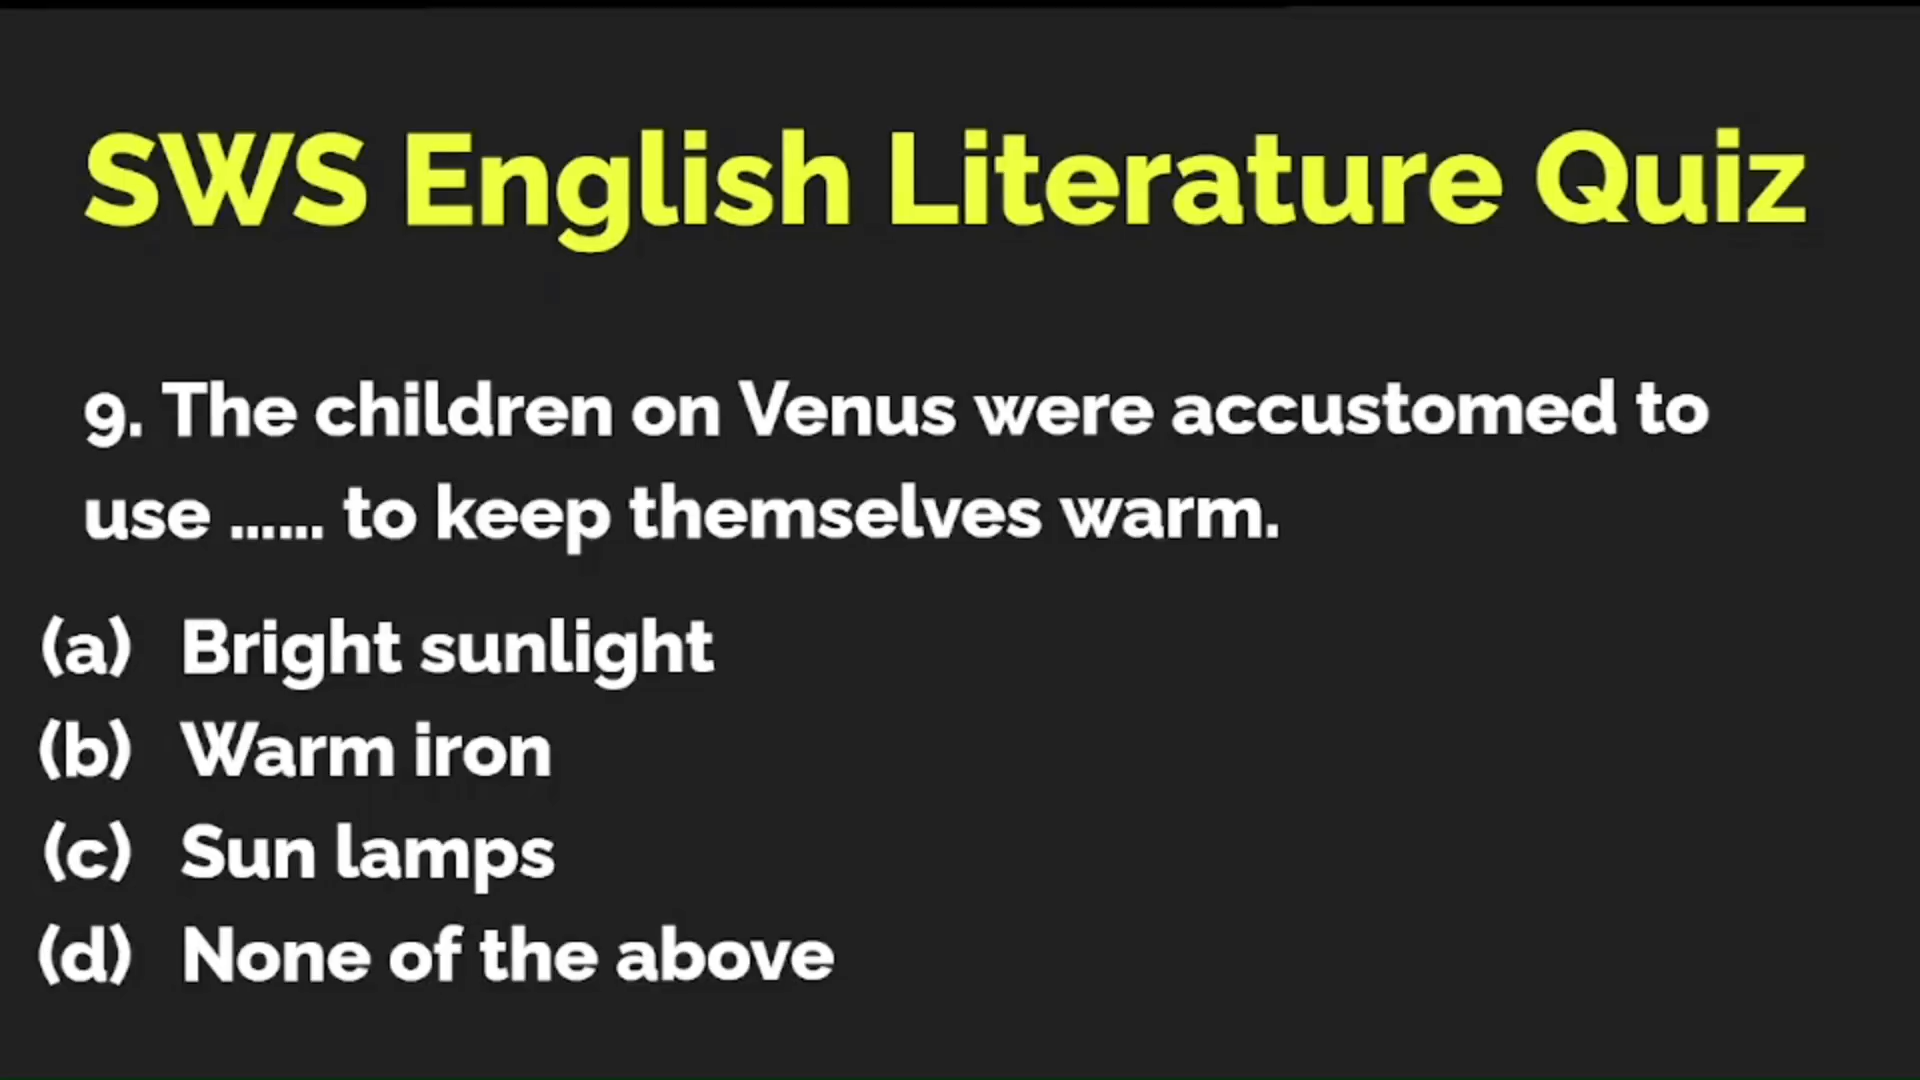 SWS English Literature Quiz
9. The children on Venus were accustomed to
use ...... to keep themselves warm.
(a) Bright sunlight
(b) Warm iron
(c) Sun lamps
(d) None of the above